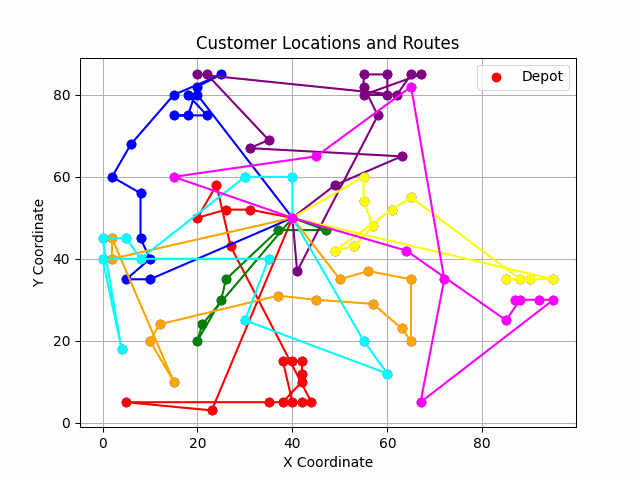 Customer Locations and Routes
Depot
Y Coordinate
80
60
40
20
0
0 20 40 60 80
X Coordinate